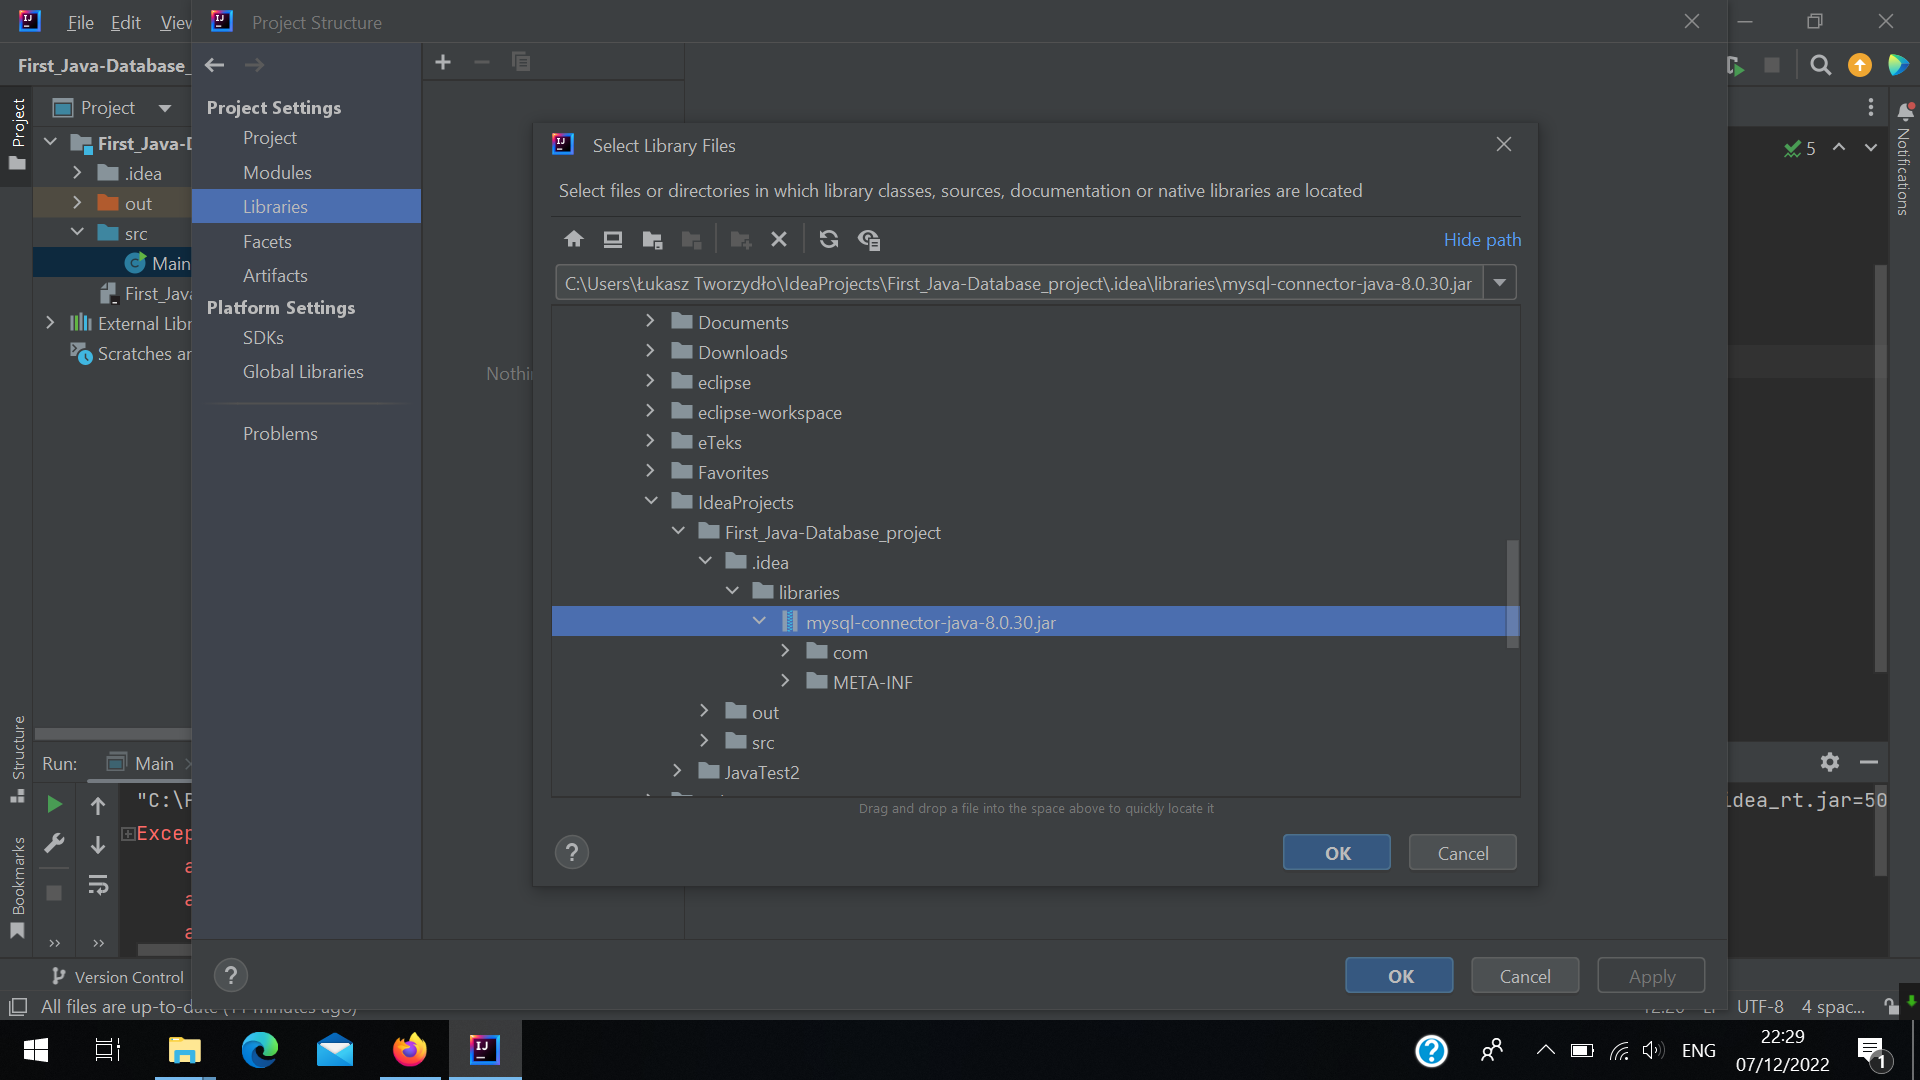 File Edit View
Project Structure
First_Java-Database_
Project
Project
First_Java-D
.idea
out
src
Main
First_Java
External Libr
Scratches an
Project Settings
Project
Modules
Libraries
Facets
Artifacts
Platform Settings
SDKs
Global Libraries
Problems
Nothin
Select Library Files
Select files or directories in which library classes, sources, documentation or native libraries are located
Hide path
C:\Users\Łukasz Tworzydło\IdeaProjects\First_Java-Database_project\.idea\libraries\mysql-connector-java-8.0.30.jar
Documents
Downloads
eclipse
eclipse-workspace
eTeks
Favorites
IdeaProjects
First_Java-Database_project
.idea
libraries
mysql-connector-java-8.0.30.jar
com
META-INF
out
src
JavaTest2
Drag and drop a file into the space above to quickly locate it
OK
Cancel
5
Notifications
Structure
Bookmarks
Run:
Main
"C:\P
Excep
a
a
a
idea_rt.jar=50
OK
Cancel
Apply
Version Control
All files are up-to-date (11 minutes ago)
UTF-8
4 spac...
ENG
22:29
07/12/2022
1